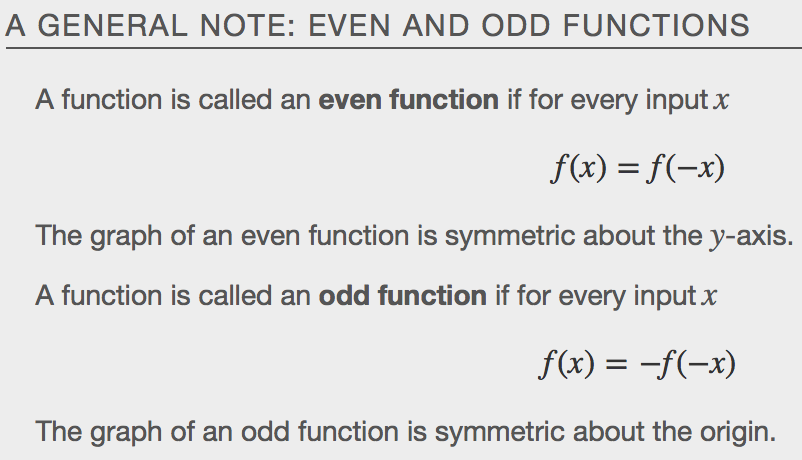 A GENERAL NOTE: EVEN AND ODD FUNCTIONS
A function is called an even function if for every input x
f(x) = f(−x)
The graph of an even function is symmetric about the y-axis.
A function is called an odd function if for every input x
f(x) = −f(−x)
The graph of an odd function is symmetric about the origin.